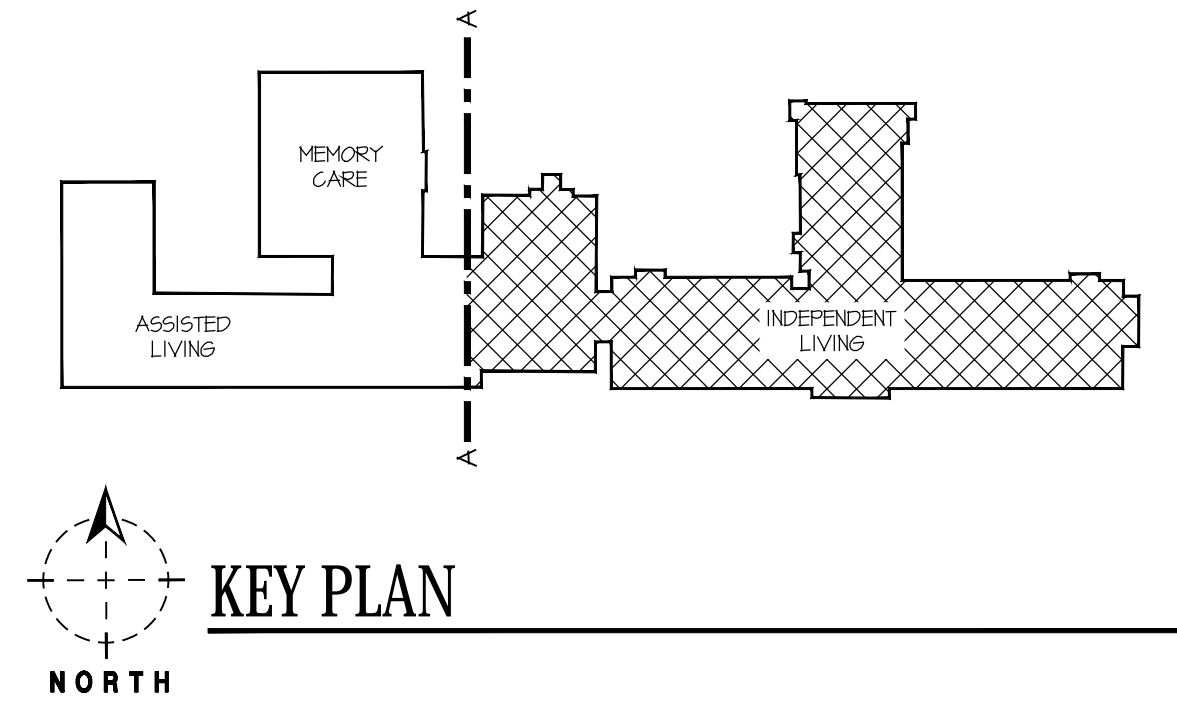 A
MEMORY
CARE
ASSISTED
LIVING
INDEPENDENT
LIVING
A
KEY PLAN
NORTH